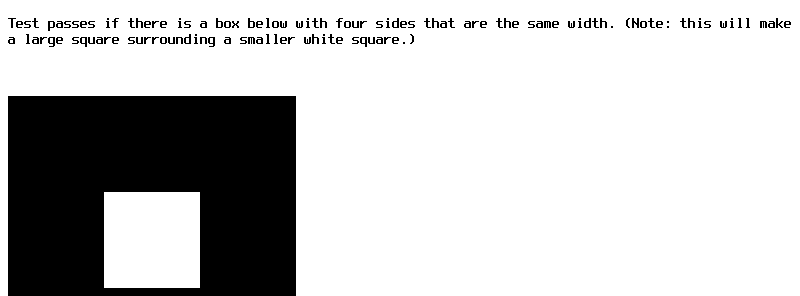 Test passes if there is a box below with four sides that are the same width. (Note: this will make
a large square surrounding a smaller white square.)